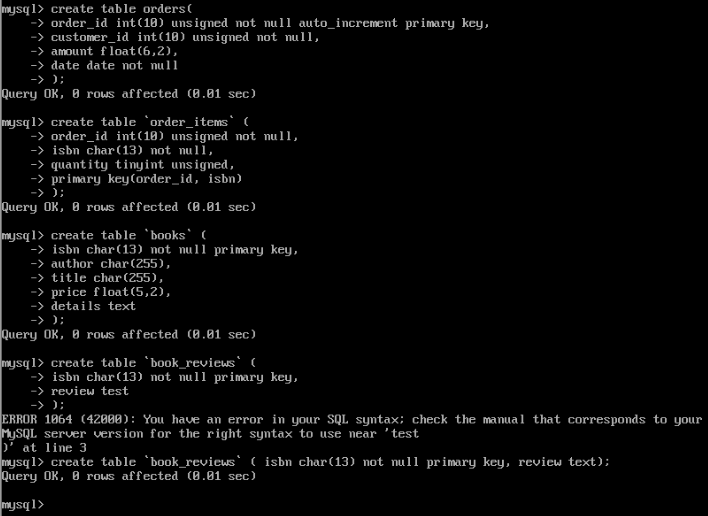 mysql> create table orders(
    -> order_id int(10) unsigned not null auto_increment primary key,
    -> customer_id int(10) unsigned not null,
    -> amount float(6,2),
    -> date date not null
    -> );
Query OK, 0 rows affected (0.01 sec)

mysql> create table `order_items` (
    -> order_id int(10) unsigned not null,
    -> isbn char(13) not null,
    -> quantity tinyint unsigned,
    -> primary key(order_id, isbn)
    -> );
Query OK, 0 rows affected (0.01 sec)

mysql> create table `books` (
    -> isbn char(13) not null primary key,
    -> author char(255),
    -> title char(255),
    -> price float(5,2),
    -> details text
    -> );
Query OK, 0 rows affected (0.01 sec)

mysql> create table `book_reviews` (
    -> isbn char(13) not null primary key,
    -> review test
    -> );
ERROR 1064 (42000): You have an error in your SQL syntax; check the manual that corresponds to your
MySQL server version for the right syntax to use near 'test
)' at line 3
mysql> create table `book_reviews` ( isbn char(13) not null primary key, review text);
Query OK, 0 rows affected (0.01 sec)

mysql>